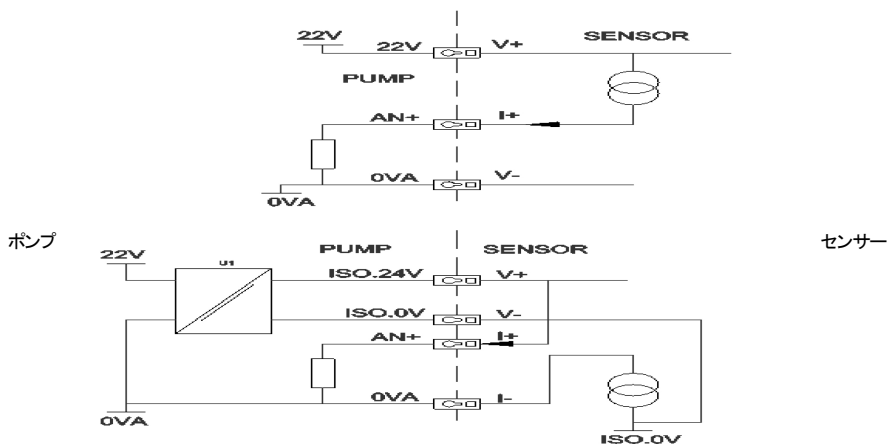 22V 22V V+ SENSOR
PUMP
AN+ I+
0VA V-
0VA
ポンプ センサー
PUMP SENSOR
22V U1 ISO.24V V+
ISO.0V V-
AN+ I+
0VA I-
0VA ISO.0V